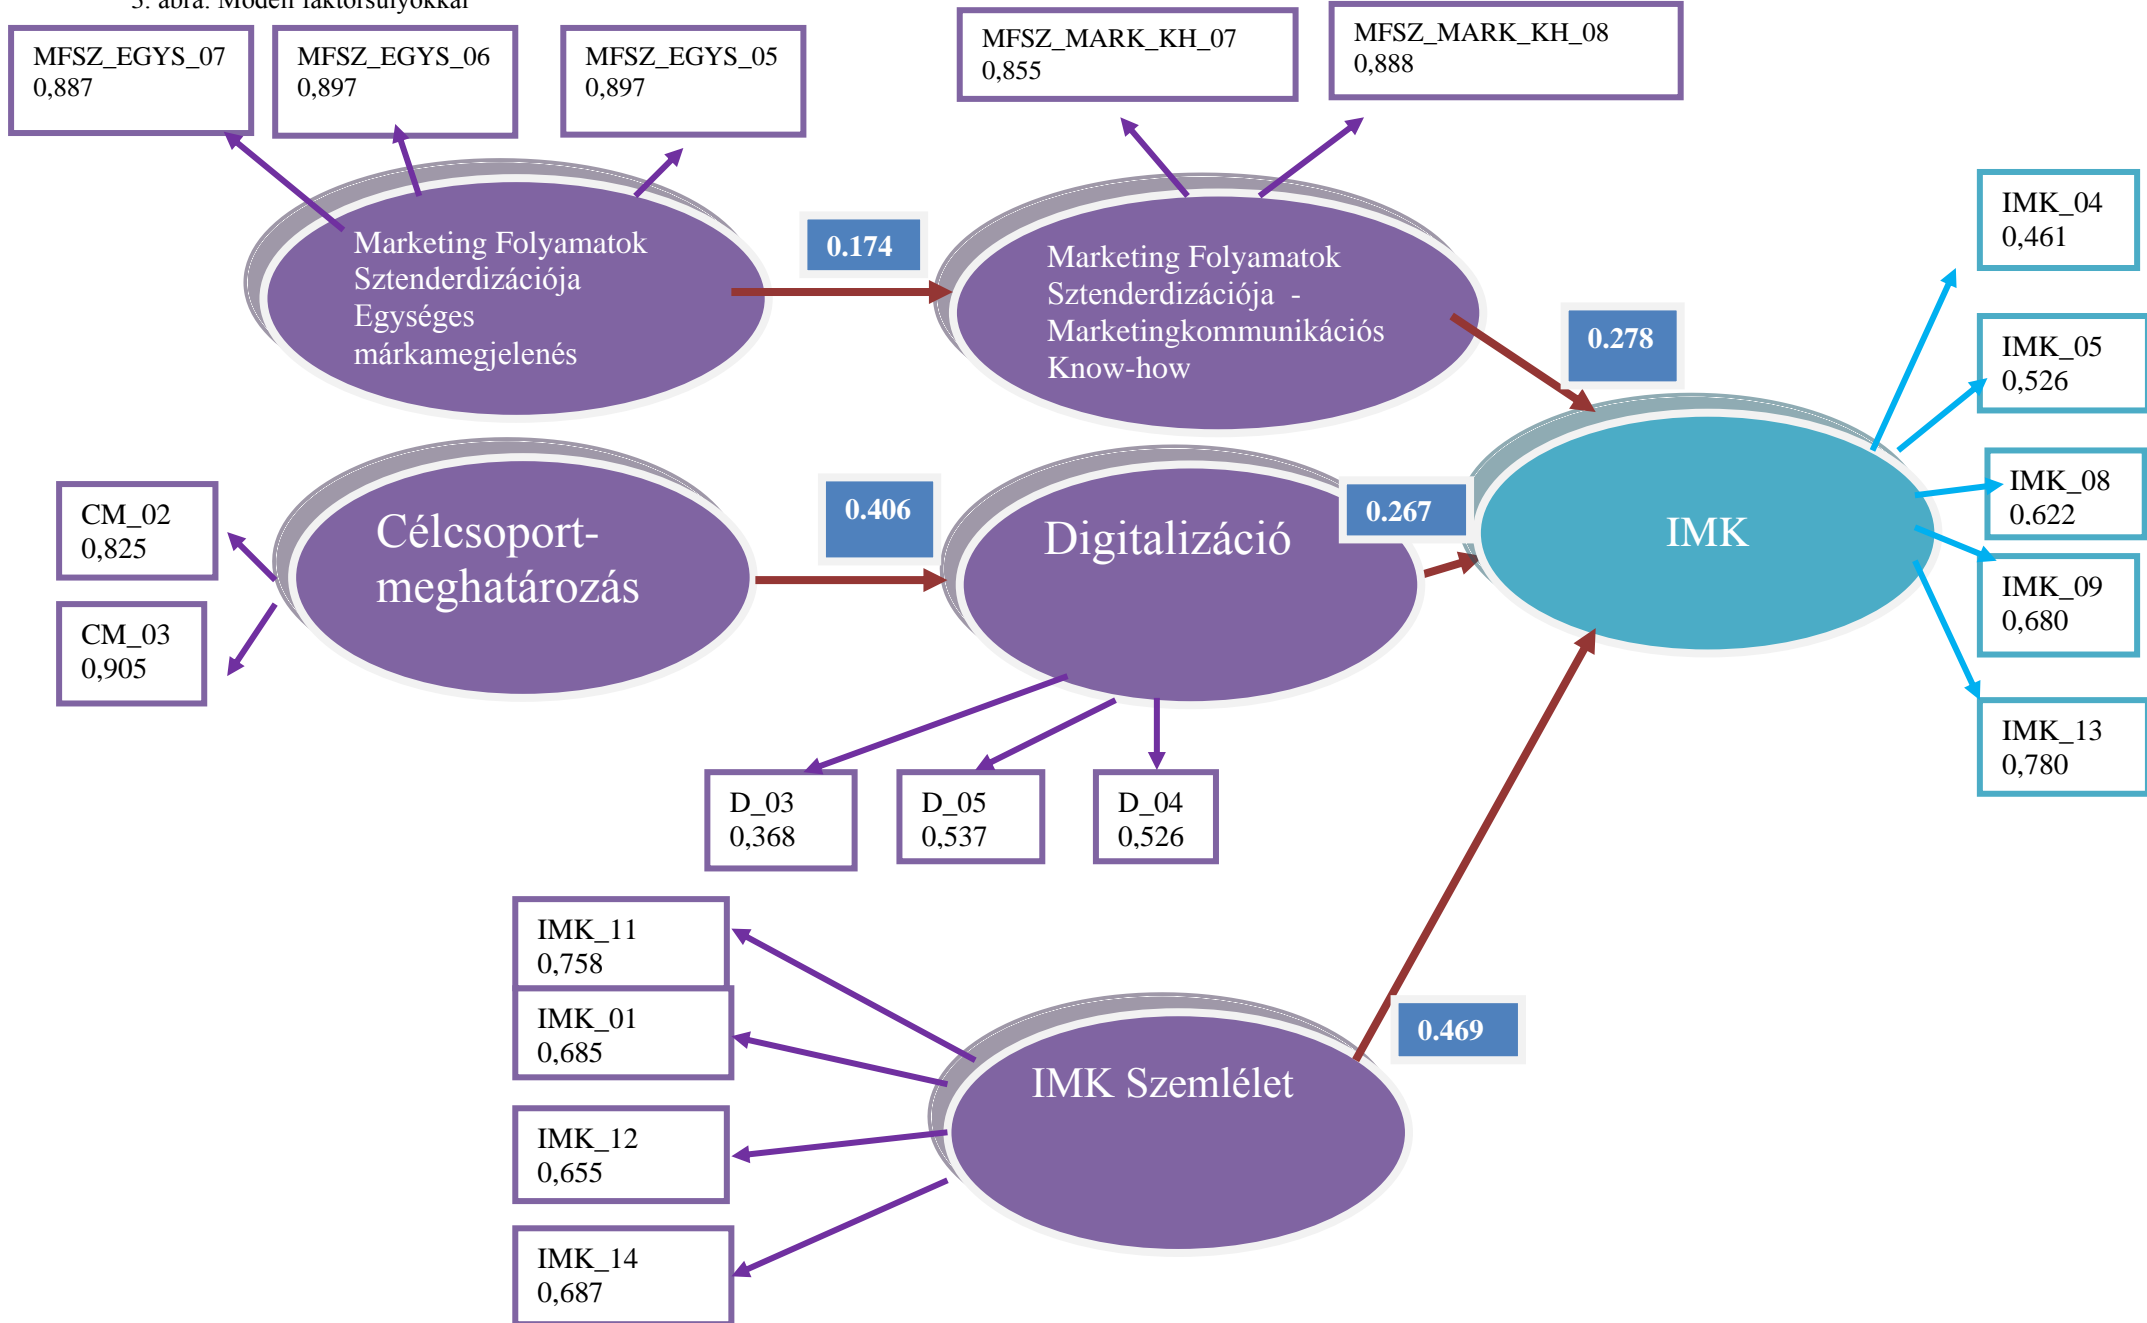 3. ábra: Modell faktorsúlyokkal
MFSZ_EGYS_07
0,887
MFSZ_EGYS_06
0,897
MFSZ_EGYS_05
0,897
MFSZ_MARK_KH_07
0,855
MFSZ_MARK_KH_08
0,888
Marketing Folyamatok
Sztenderdizációja
Egységes
márkamegjelenés
0.174
Marketing Folyamatok
Sztenderdizációja -
Marketingkommunikációs
Know-how
0.278
IMK_04
0,461
IMK_05
0,526
IMK_08
0,622
IMK_09
0,680
IMK_13
0,780
CM_02
0,825
CM_03
0,905
Célcsoport-
meghatározás
0.406
Digitalizáció
0.267
IMK
D_03
0,368
D_05
0,537
D_04
0,526
IMK_11
0,758
IMK_01
0,685
IMK_12
0,655
IMK_14
0,687
IMK Szemlélet
0.469